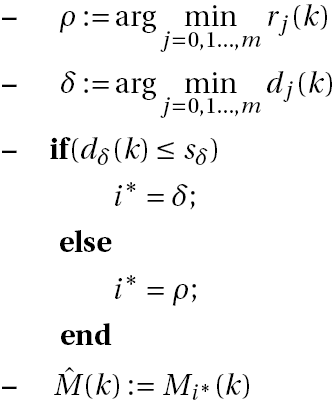 – ρ := arg min_{j=0,1...,m} r_j(k)
– δ := arg min_{j=0,1...,m} d_j(k)
– if(d_δ(k) ≤ s_δ)
i* = δ;
else
i* = ρ;
end
– M̂(k) := M_{i*}(k)